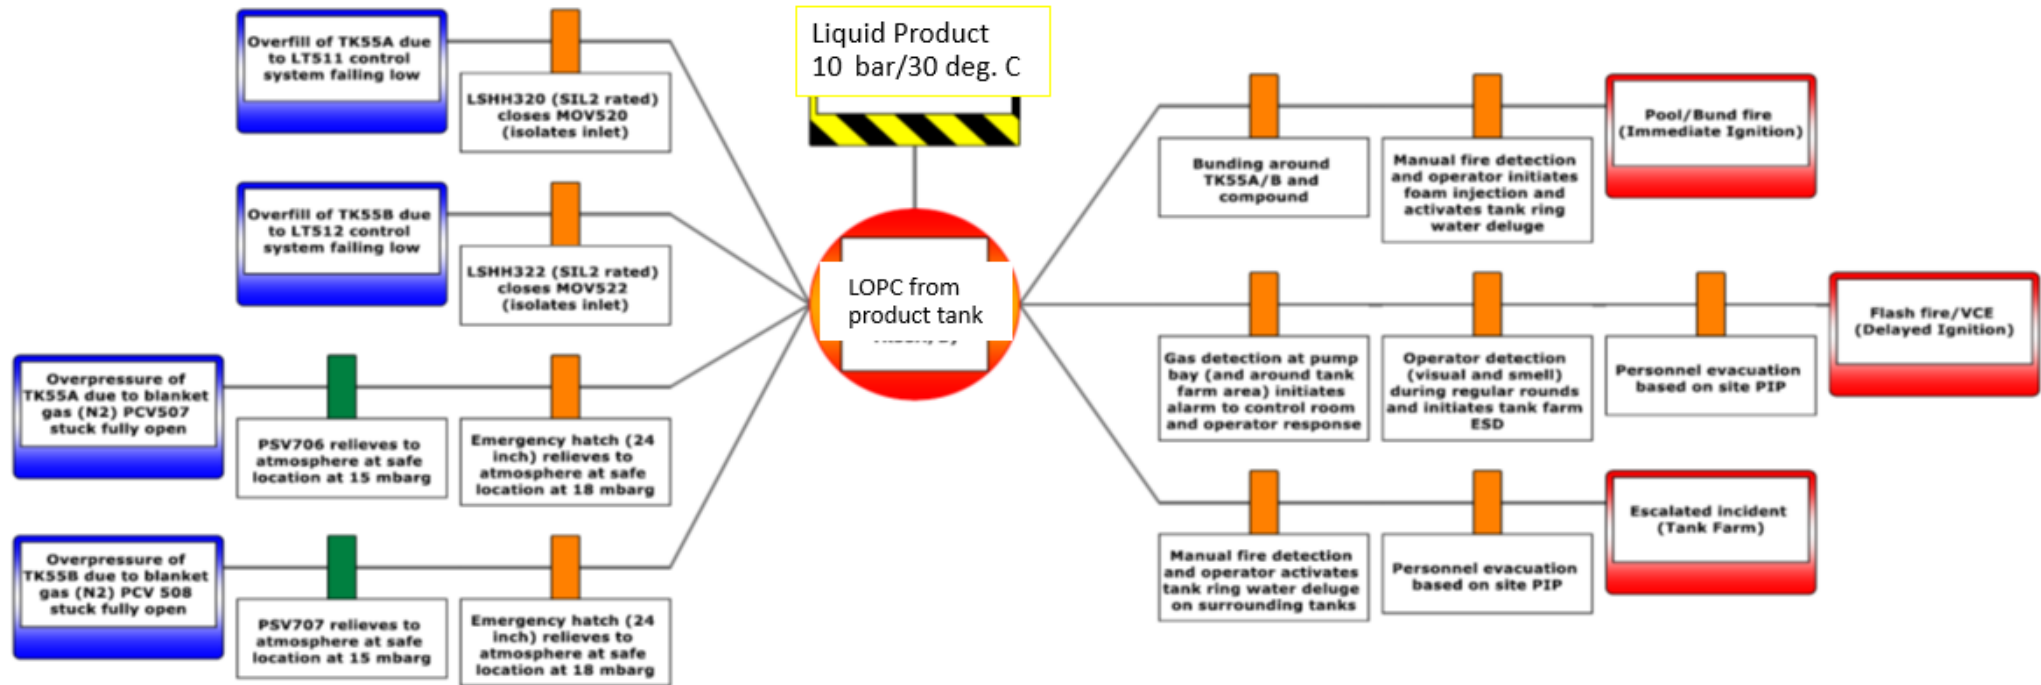 Overfill of TK55A due
to LT511 control
system failing low
LSHH320 (SIL2 rated)
closes MOV520
(isolates inlet)
Overfill of TK55B due
to LT512 control
system failing low
LSHH322 (SIL2 rated)
closes MOV522
(isolates inlet)
Overpressure of
TK55A due to blanket
gas (N2) PCV507
stuck fully open
PSV706 relieves to
atmosphere at safe
location at 15 mbarg
Emergency hatch (24
inch) relieves to
atmosphere at safe
location at 18 mbarg
Overpressure of
TK55B due to blanket
gas (N2) PCV 508
stuck fully open
PSV707 relieves to
atmosphere at safe
location at 15 mbarg
Emergency hatch (24
inch) relieves to
atmosphere at safe
location at 18 mbarg
Liquid Product
10 bar/30 deg. C
LOPC from
product tank
Bunding around
TK55A/B and
compound
Manual fire detection
and operator initiates
foam injection and
activates tank ring
water deluge
Pool/Bund fire
(Immediate Ignition)
Gas detection at pump
bay (and around tank
farm area) initiates
alarm to control room
and operator response
Operator detection
(visual and smell)
during regular rounds
and initiates tank farm
ESD
Personnel evacuation
based on site PIP
Flash fire/VCE
(Delayed Ignition)
Manual fire detection
and operator activates
tank ring water deluge
on surrounding tanks
Personnel evacuation
based on site PIP
Escalated incident
(Tank Farm)